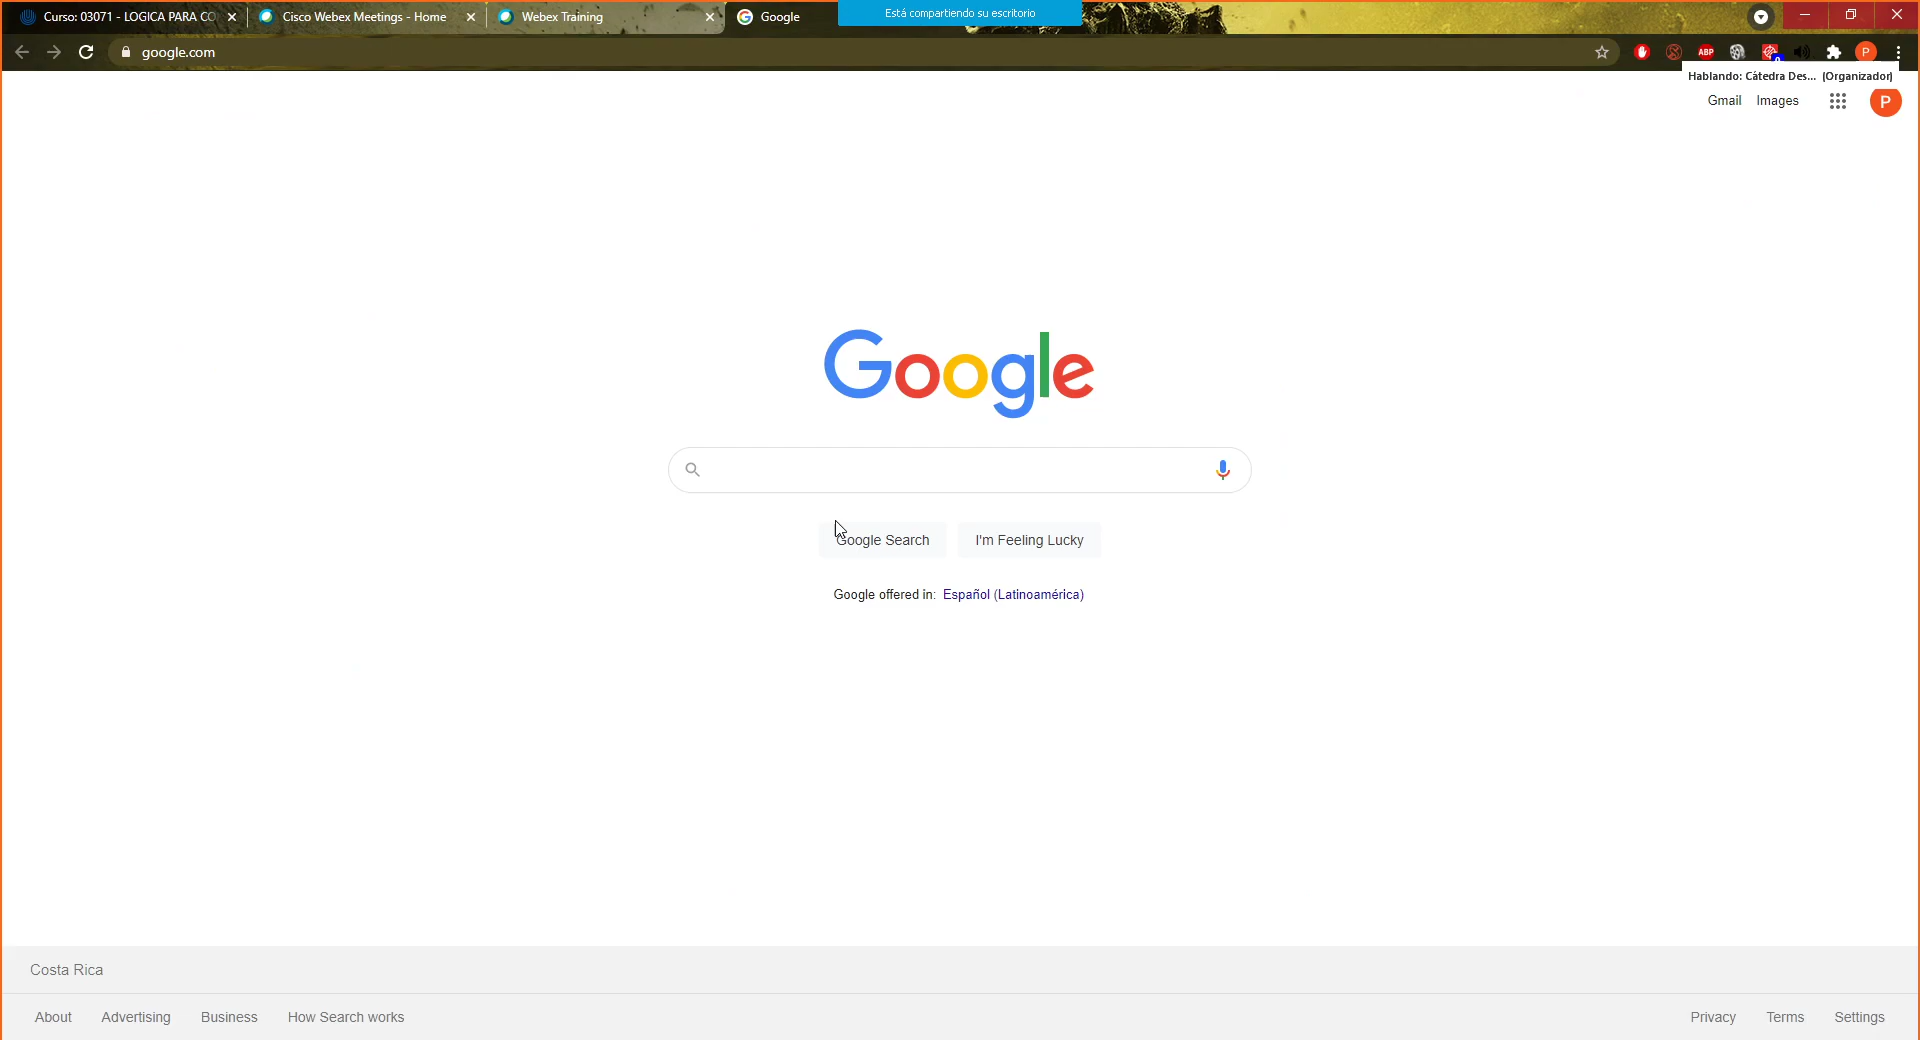 Curso: 03071 - LOGICA PARA CO
Cisco Webex Meetings - Home
Webex Training
Google
Está compartiendo su escritorio
google.com
ABP
P
Hablando: Cátedra Des... (Organizador)
Gmail
Images
P
Google
Google Search
I'm Feeling Lucky
Google offered in: Español (Latinoamérica)
Costa Rica
About
Advertising
Business
How Search works
Privacy
Terms
Settings